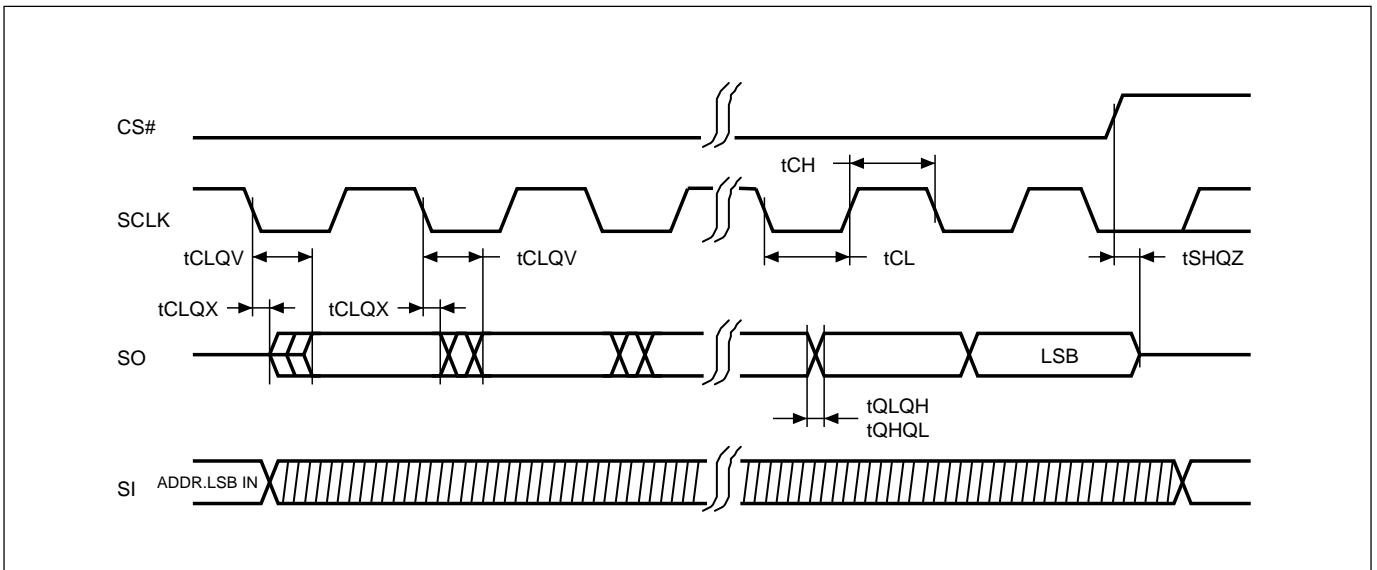 CS#
tCH
SCLK
tCLQV
tCLQV
tCL
tSHQZ
tCLQX
tCLQX
SO
LSB
tQLQH
tQHQL
SI
ADDR.LSB IN